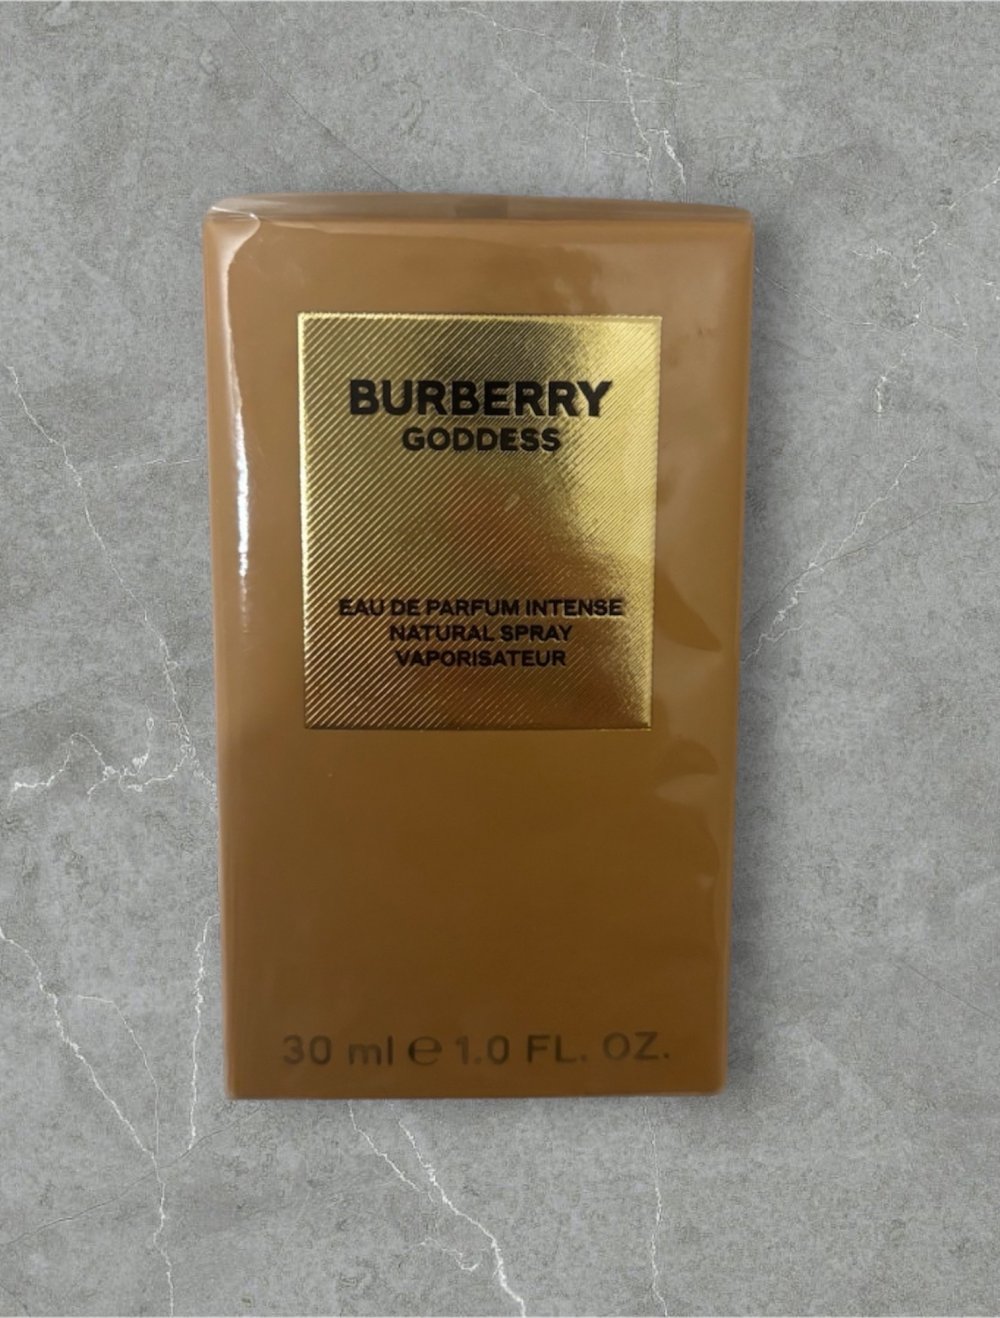 BURBERRY
GODDESS
EAU DE PARFUM INTENSE
NATURAL SPRAY
VAPORISATEUR
30 ml ℮ 1.0 FL. OZ.